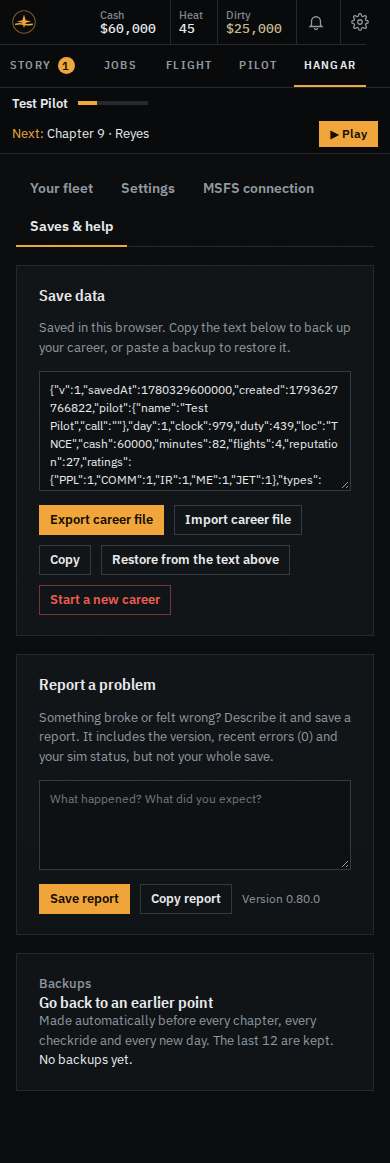 Cash
$60,000
Heat
45
Dirty
$25,000
STORY 1
JOBS
FLIGHT
PILOT
HANGAR
Test Pilot
Next: Chapter 9 · Reyes
▶ Play
Your fleet
Settings
MSFS connection
Saves & help
Save data
Saved in this browser. Copy the text below to back up
your career, or paste a backup to restore it.
{"v":1,"savedAt":1780329600000,"created":1793627
766822,"pilot":{"name":"Test
Pilot","call":""},"day":1,"clock":979,"duty":439,"loc":"T
NCE","cash":60000,"minutes":82,"flights":4,"reputatio
n":27,"ratings":
{"PPL":1,"COMM":1,"IR":1,"ME":1,"JET":1},"types":
Export career file
Import career file
Copy
Restore from the text above
Start a new career
Report a problem
Something broke or felt wrong? Describe it and save a
report. It includes the version, recent errors (0) and
your sim status, but not your whole save.
What happened? What did you expect?
Save report
Copy report
Version 0.80.0
Backups
Go back to an earlier point
Made automatically before every chapter, every
checkride and every new day. The last 12 are kept.
No backups yet.